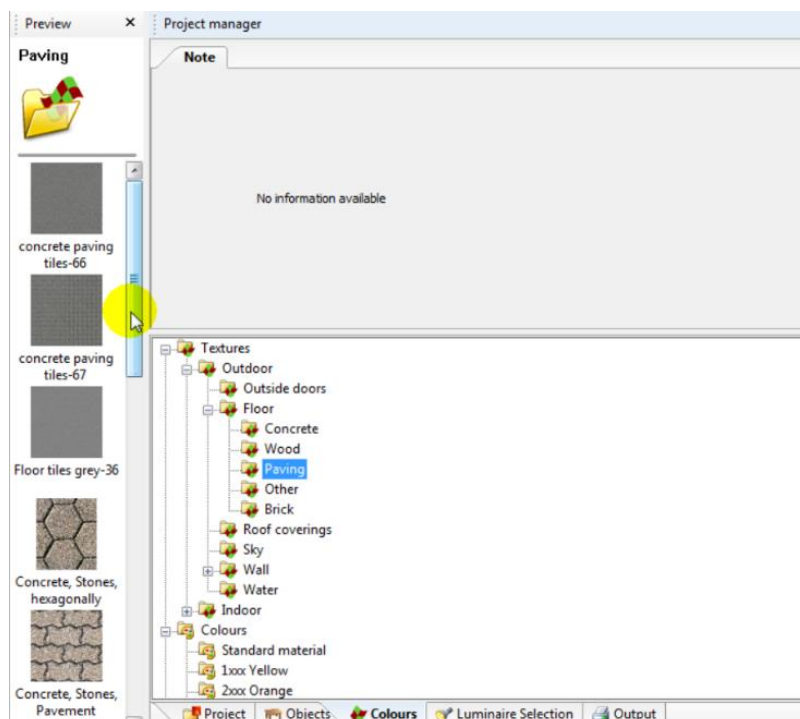 Preview
Project manager
Paving
Note
No information available
concrete paving
tiles-66
concrete paving
tiles-67
Floor tiles grey-36
Concrete, Stones,
hexagonally
Concrete, Stones,
Pavement
Textures
Outdoor
Outside doors
Floor
Concrete
Wood
Paving
Other
Brick
Roof coverings
Sky
Wall
Water
Indoor
Colours
Standard material
1xxx Yellow
2xxx Orange
Project
Objects
Colours
Luminaire Selection
Output